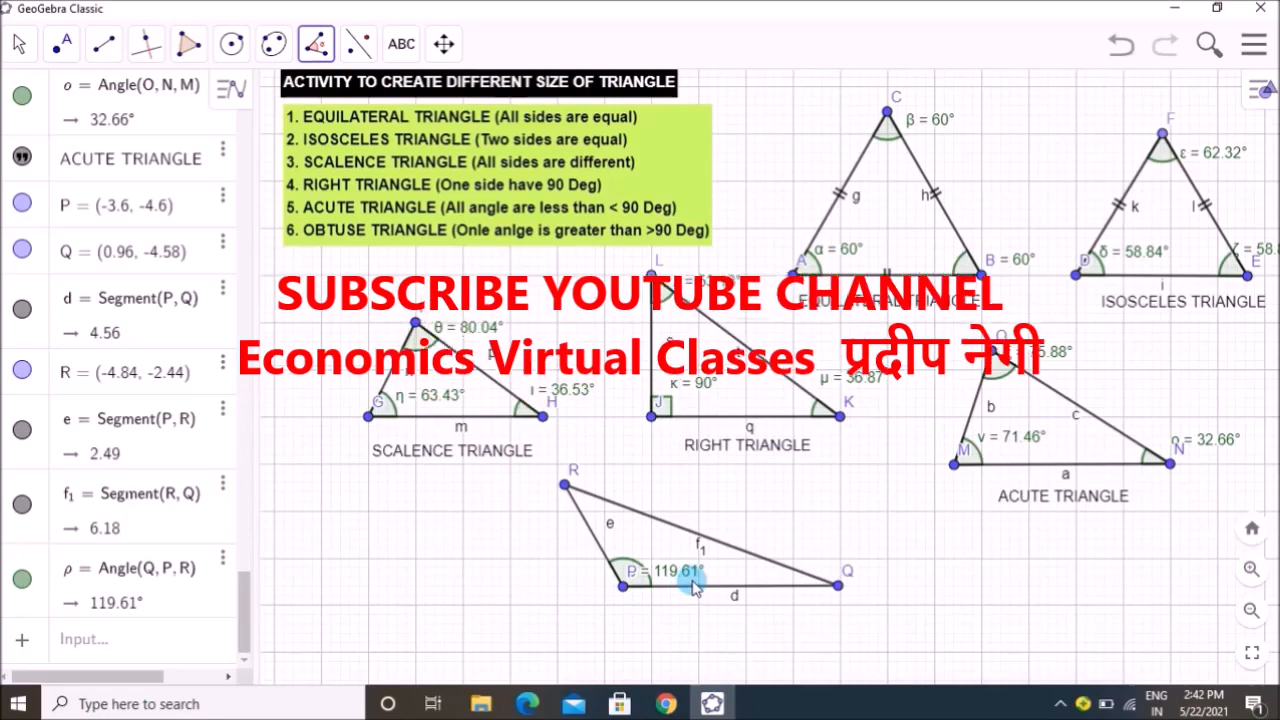 GeoGebra Classic
ABC
o = Angle(O, N, M)
→ 32.66°
ACUTE TRIANGLE
P = (-3.6, -4.6)
Q = (0.96, -4.58)
d = Segment(P, Q)
→ 4.56
R = (-4.84, -2.44)
e = Segment(P, R)
→ 2.49
f₁ = Segment(R, Q)
→ 6.18
ρ = Angle(Q, P, R)
→ 119.61°
Input...
ACTIVITY TO CREATE DIFFERENT SIZE OF TRIANGLE
1. EQUILATERAL TRIANGLE (All sides are equal)
2. ISOSCELES TRIANGLE (Two sides are equal)
3. SCALENCE TRIANGLE (All sides are different)
4. RIGHT TRIANGLE (One side have 90 Deg)
5. ACUTE TRIANGLE (All angle are less than < 90 Deg)
6. OBTUSE TRIANGLE (Onle anlge is greater than >90 Deg)
C
β = 60°
g
h
A
α = 60°
B = 60°
EQUILATERAL TRIANGLE
F
ε = 62.32°
k
l
D
δ = 58.84°
E
i
ISOSCELES TRIANGLE
SUBSCRIBE YOUTUBE CHANNEL
Economics Virtual Classes प्रदीप नेगी
θ = 80.04°
G
η = 63.43°
ι = 36.53°
H
m
SCALENCE TRIANGLE
L
κ = 90°
J
μ = 36.87°
K
q
RIGHT TRIANGLE
b
c
M
ν = 71.46°
N
ο = 32.66°
a
ACUTE TRIANGLE
R
e
f₁
P = 119.61°
Q
d
Type here to search
ENG
IN
2:42 PM
5/22/2021
1